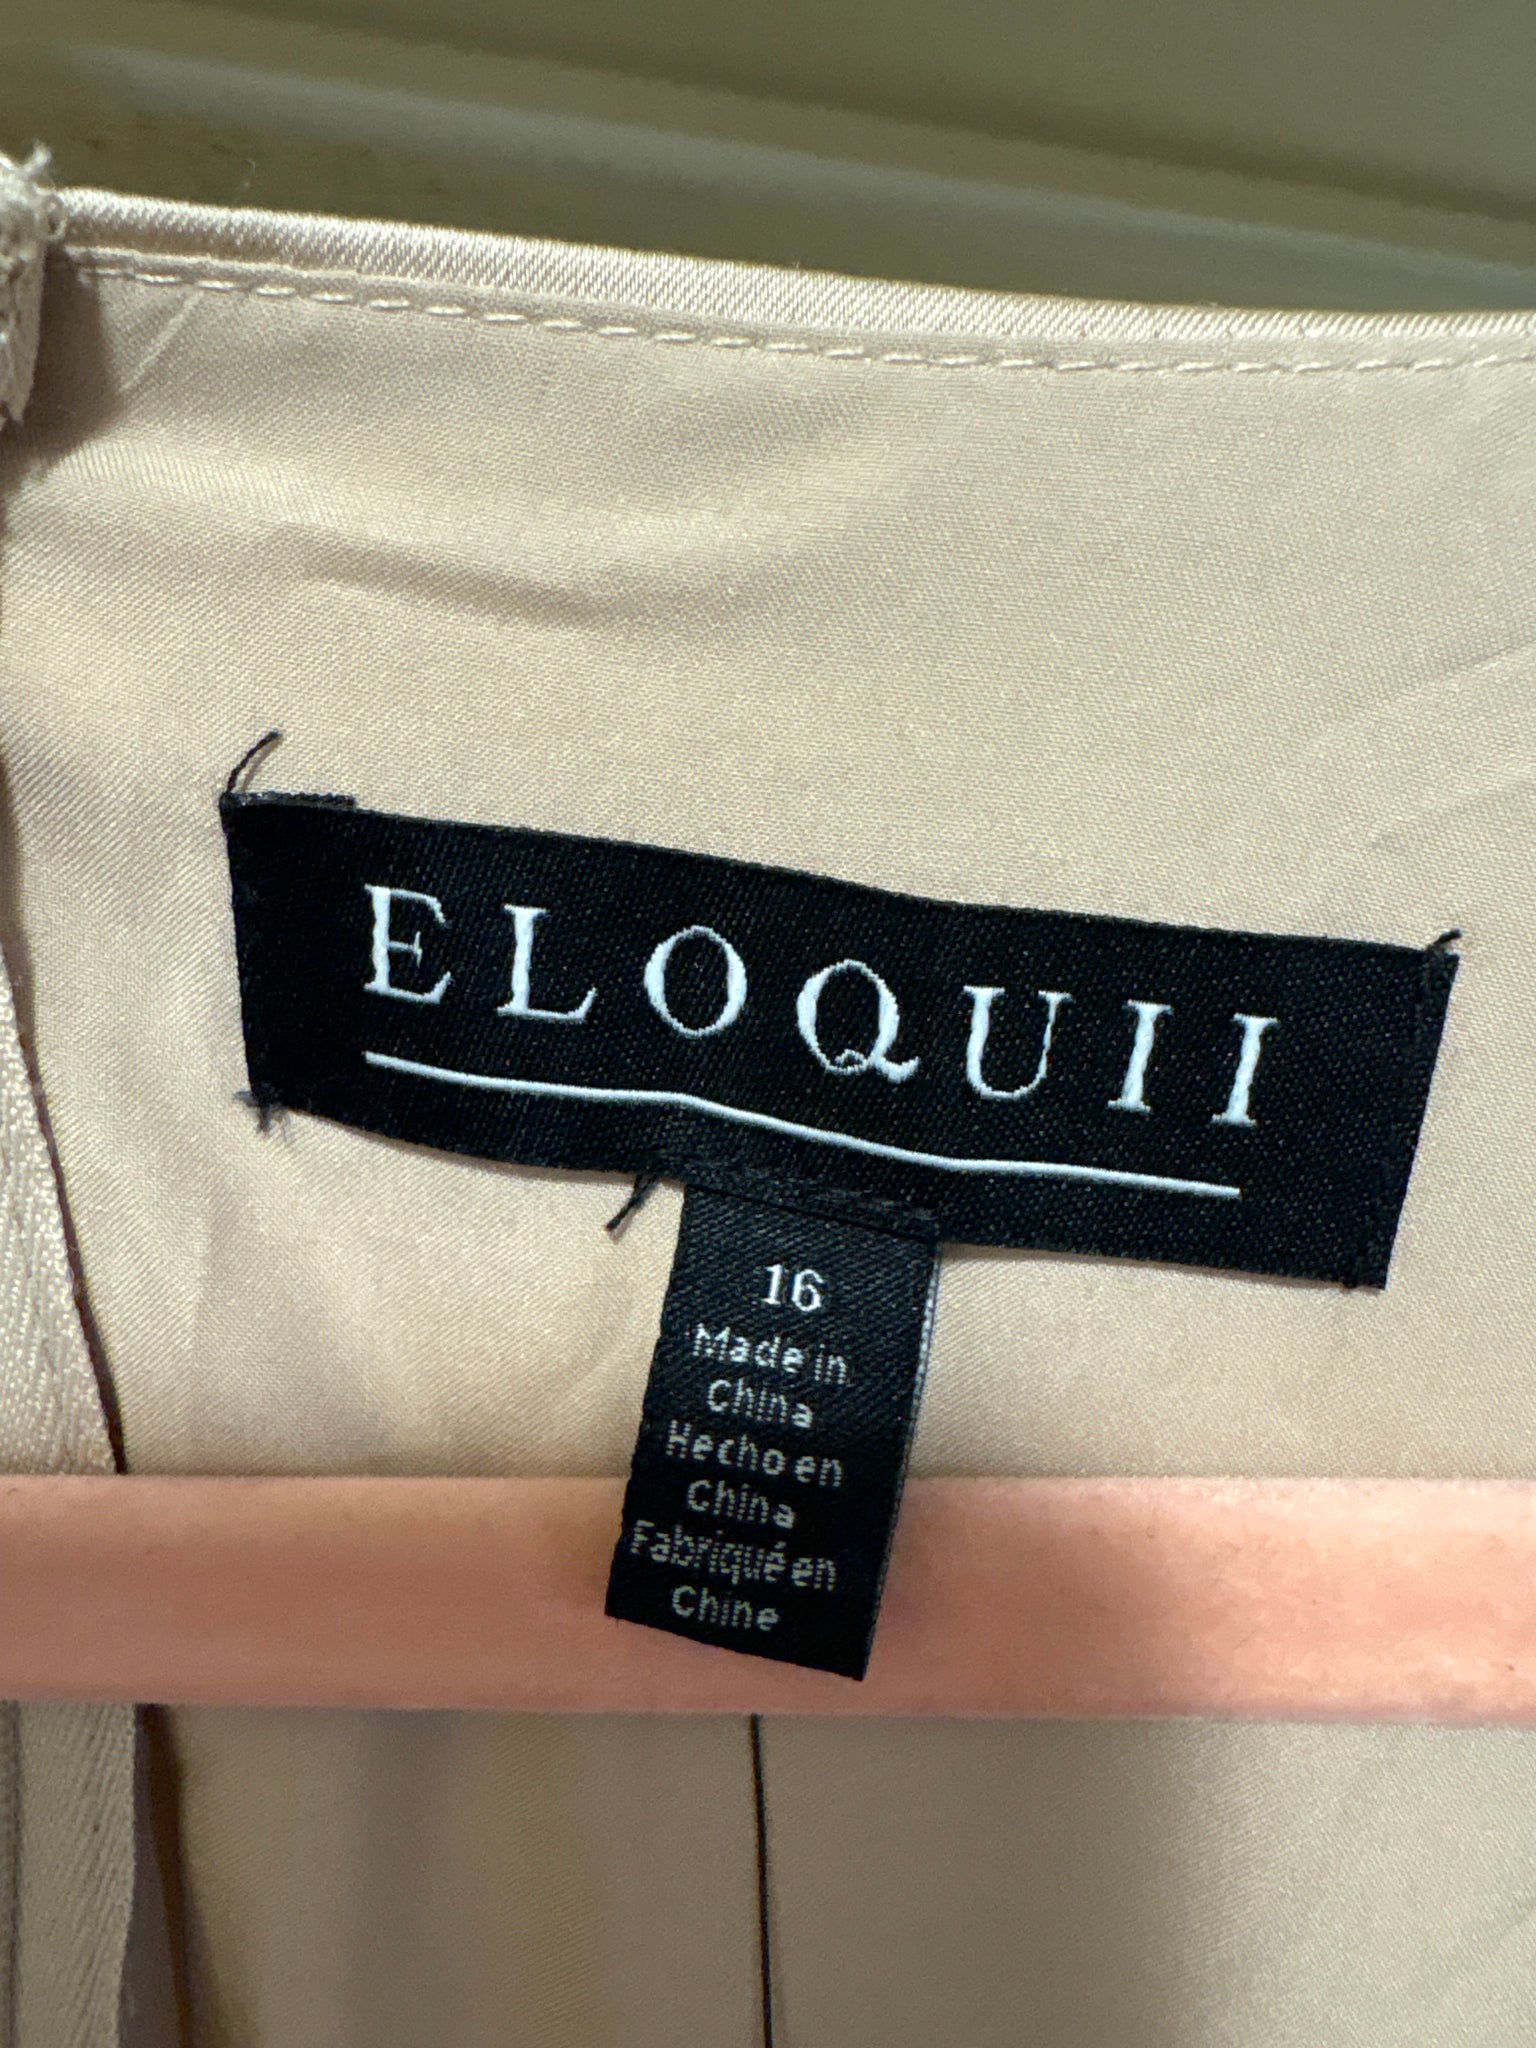 ELOQUII
16
Made in
China
Hecho en
China
Fabriqué en
Chine